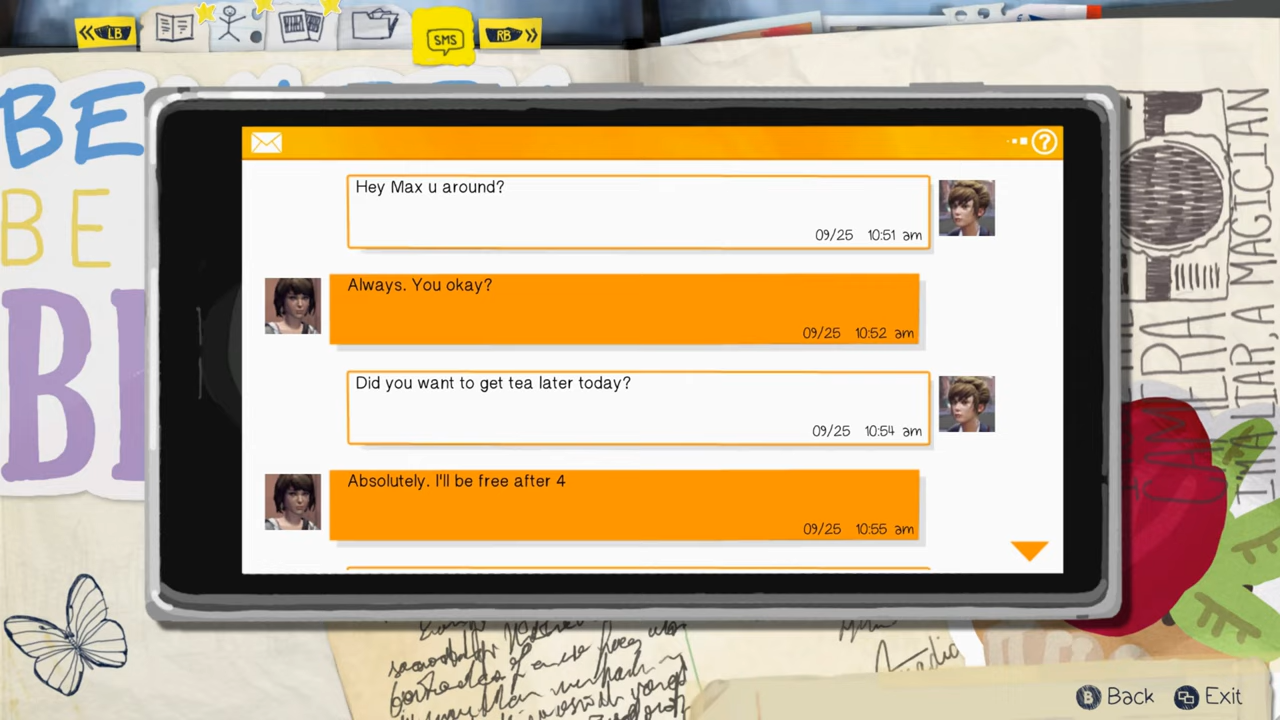 LB
SMS
RB
BE
BE
Hey Max u around?
09/25 10:51 am
Always. You okay?
09/25 10:52 am
Did you want to get tea later today?
09/25 10:54 am
Absolutely. I'll be free after 4
09/25 10:55 am
CAMERA
I'M A LIAR, A MAGICIAN
B Back
Exit